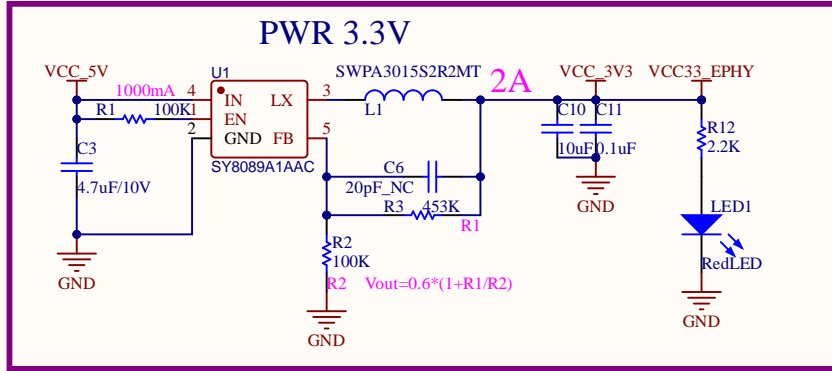 PWR 3.3V
VCC_5V
1000mA
R1
100K
C3
4.7uF/10V
GND
U1
4
IN
LX
3
1
EN
2
GND
FB
5
SY8089A1AAC
SWPA3015S2R2MT
L1
2A
C6
20pF_NC
R3
453K
R1
R2
100K
R2
Vout=0.6*(1+R1/R2)
GND
VCC_3V3
C10
C11
10uF
0.1uF
GND
VCC33_EPHY
R12
2.2K
LED1
RedLED
GND